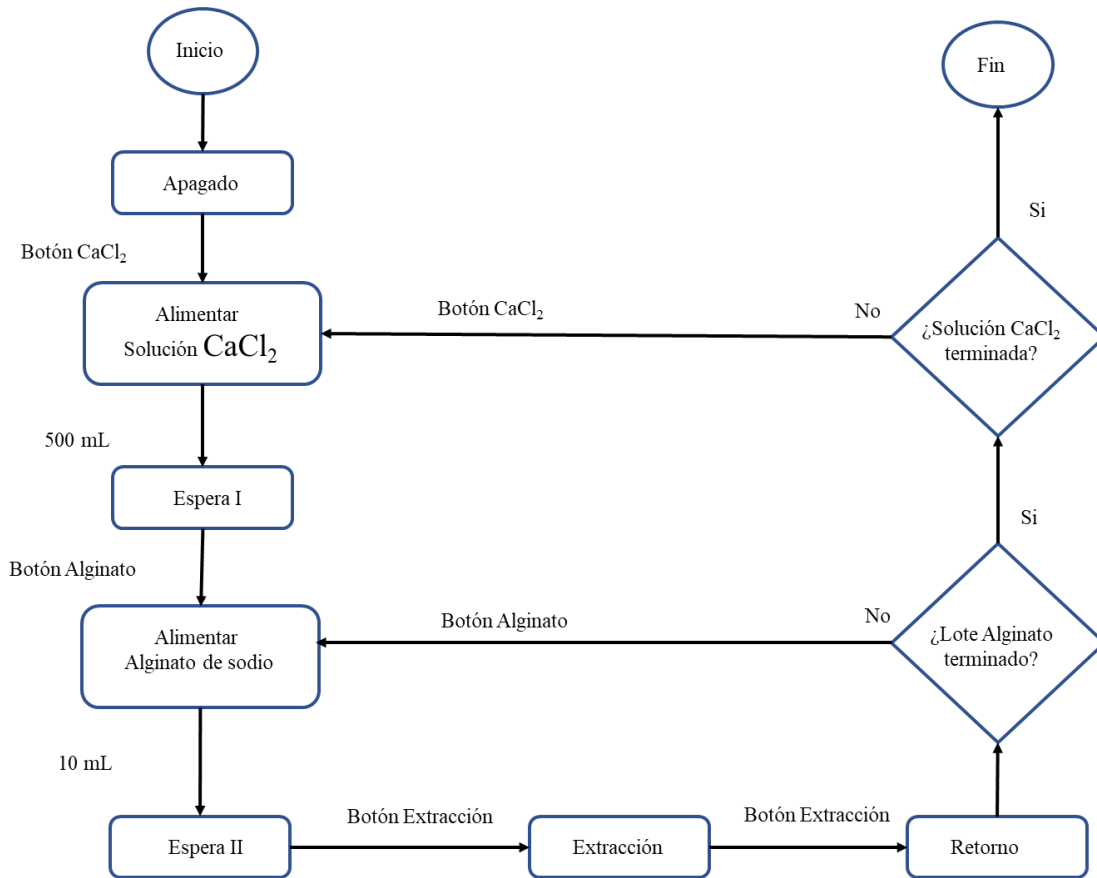 Inicio
Fin
Apagado
Si
Botón CaCl₂
Alimentar
Solución CaCl₂
Botón CaCl₂
No
¿Solución CaCl₂
terminada?
500 mL
Espera I
Si
Botón Alginato
Alimentar
Alginato de sodio
Botón Alginato
No
¿Lote Alginato
terminado?
10 mL
Espera II
Botón Extracción
Extracción
Botón Extracción
Retorno